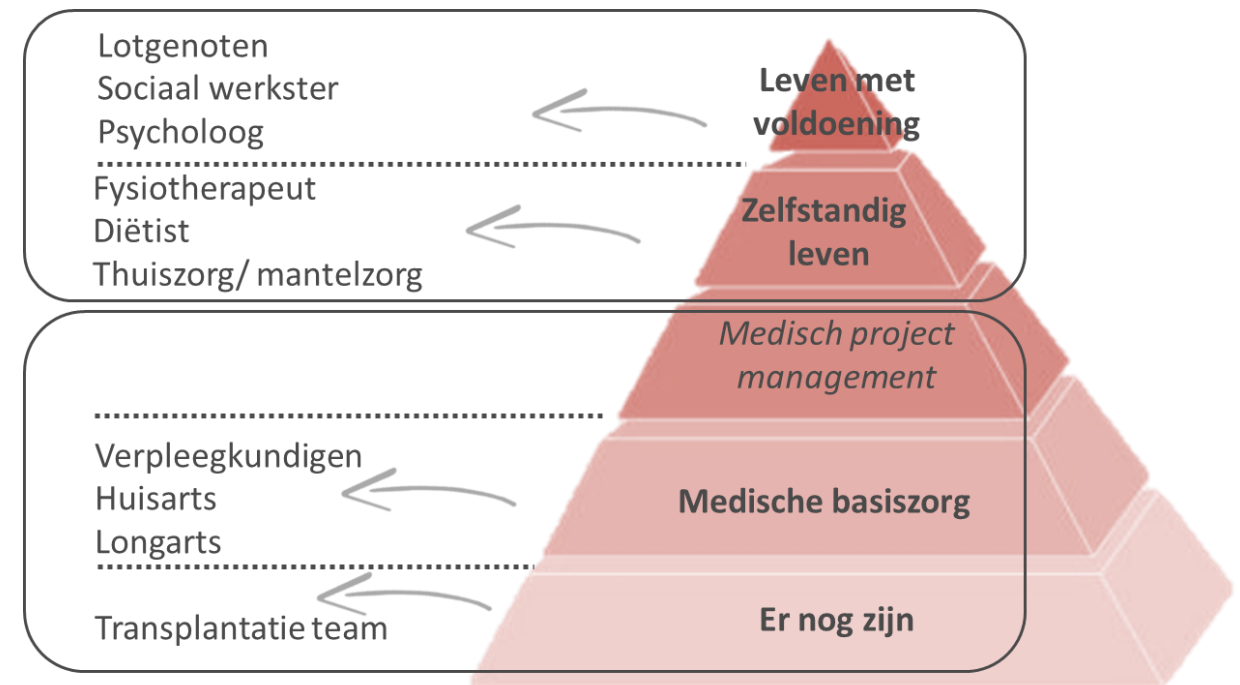 Lotgenoten
Sociaal werkster
Psycholoog
Leven met
voldoening
Fysiotherapeut
Diëtist
Thuiszorg/ mantelzorg
Zelfstandig
leven
Medisch project
management
Verpleegkundigen
Huisarts
Longarts
Medische basiszorg
Transplantatie team
Er nog zijn